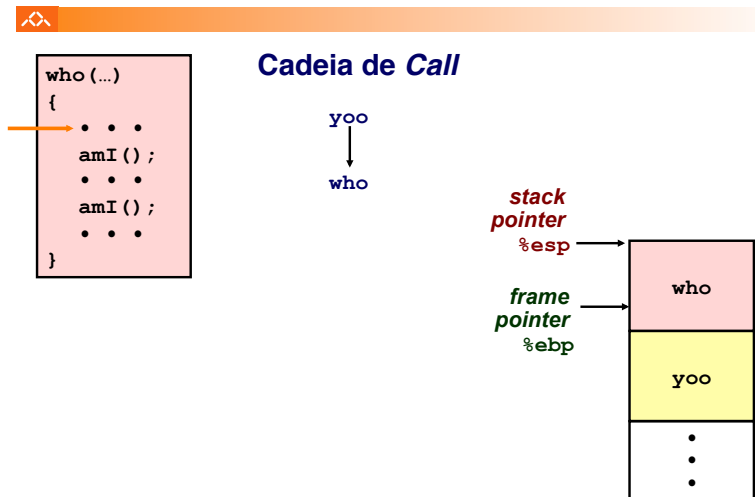 Cadeia de Call
who(…)
{
• • •
amI();
• • •
amI();
• • •
}
yoo
who
stack
pointer
%esp
frame
pointer
%ebp
who
yoo
•
•
•